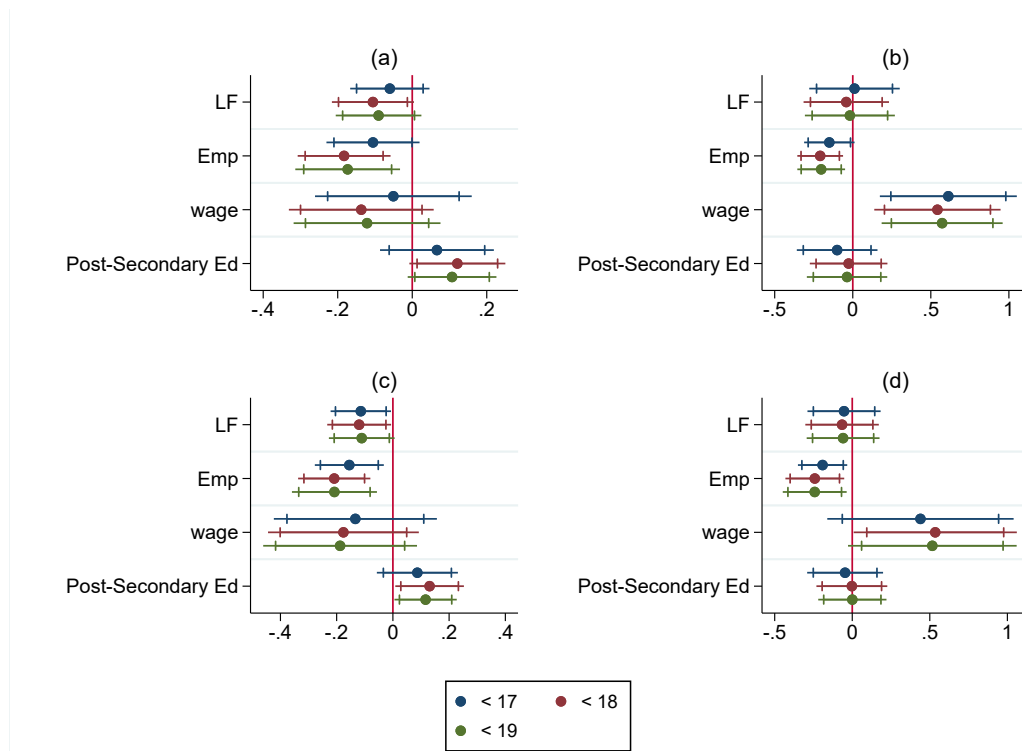 (a)
LF
Emp
wage
Post-Secondary Ed
-.4 -.2 0 .2
(b)
LF
Emp
wage
Post-Secondary Ed
-.5 0 .5 1
(c)
LF
Emp
wage
Post-Secondary Ed
-.4 -.2 0 .2 .4
(d)
LF
Emp
wage
Post-Secondary Ed
-.5 0 .5 1
< 17 < 18
< 19